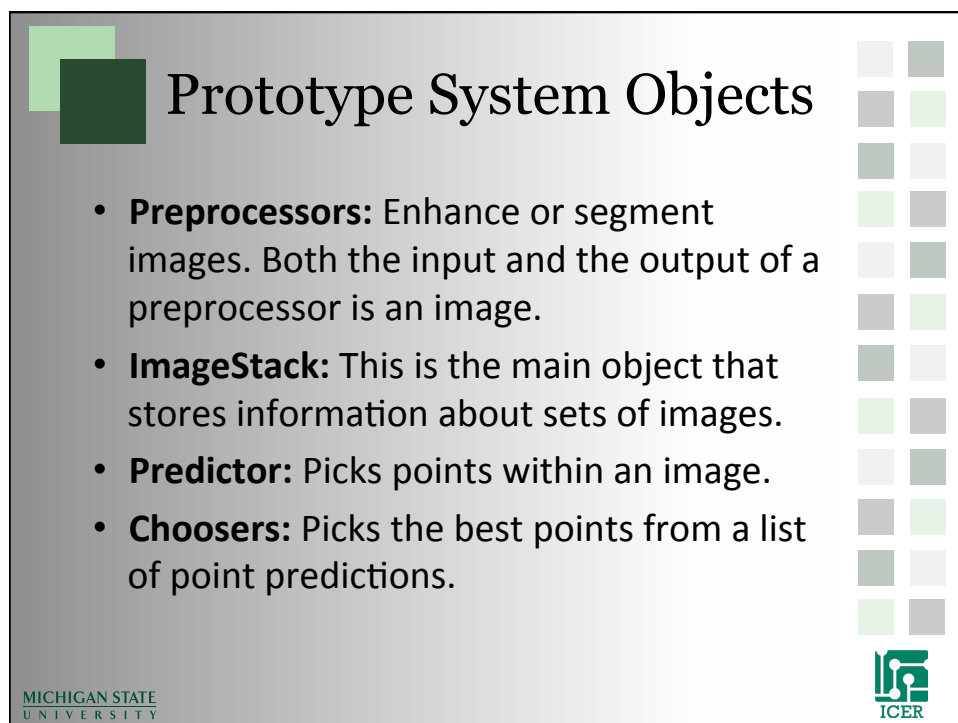 Prototype System Objects
• Preprocessors: Enhance or segment
images. Both the input and the output of a
preprocessor is an image.
• ImageStack: This is the main object that
stores information about sets of images.
• Predictor: Picks points within an image.
• Choosers: Picks the best points from a list
of point predictions.
MICHIGAN STATE
UNIVERSITY
ICER